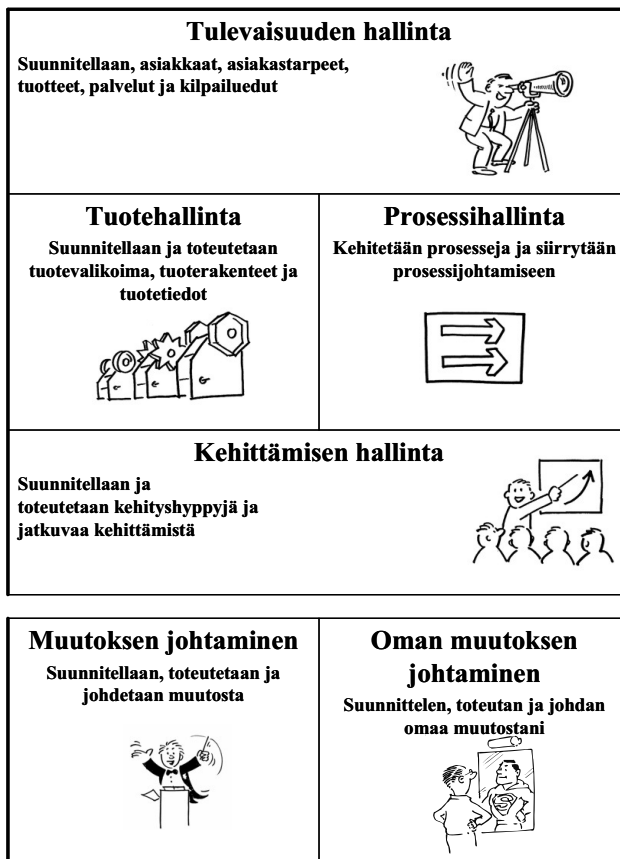 Tulevaisuuden hallinta
Suunnitellaan, asiakkaat, asiakastarpeet,
tuotteet, palvelut ja kilpailuedut
Tuotehallinta
Suunnitellaan ja toteutetaan
tuotevalikoima, tuoterakenteet ja
tuotetiedot
Prosessihallinta
Kehitetään prosesseja ja siirrytään
prosessijohtamiseen
Kehittämisen hallinta
Suunnitellaan ja
toteutetaan kehityshyppyjä ja
jatkuvaa kehittämistä
Muutoksen johtaminen
Suunnitellaan, toteutetaan ja
johdetaan muutosta
Oman muutoksen
johtaminen
Suunnittelen, toteutan ja johdan
omaa muutostani